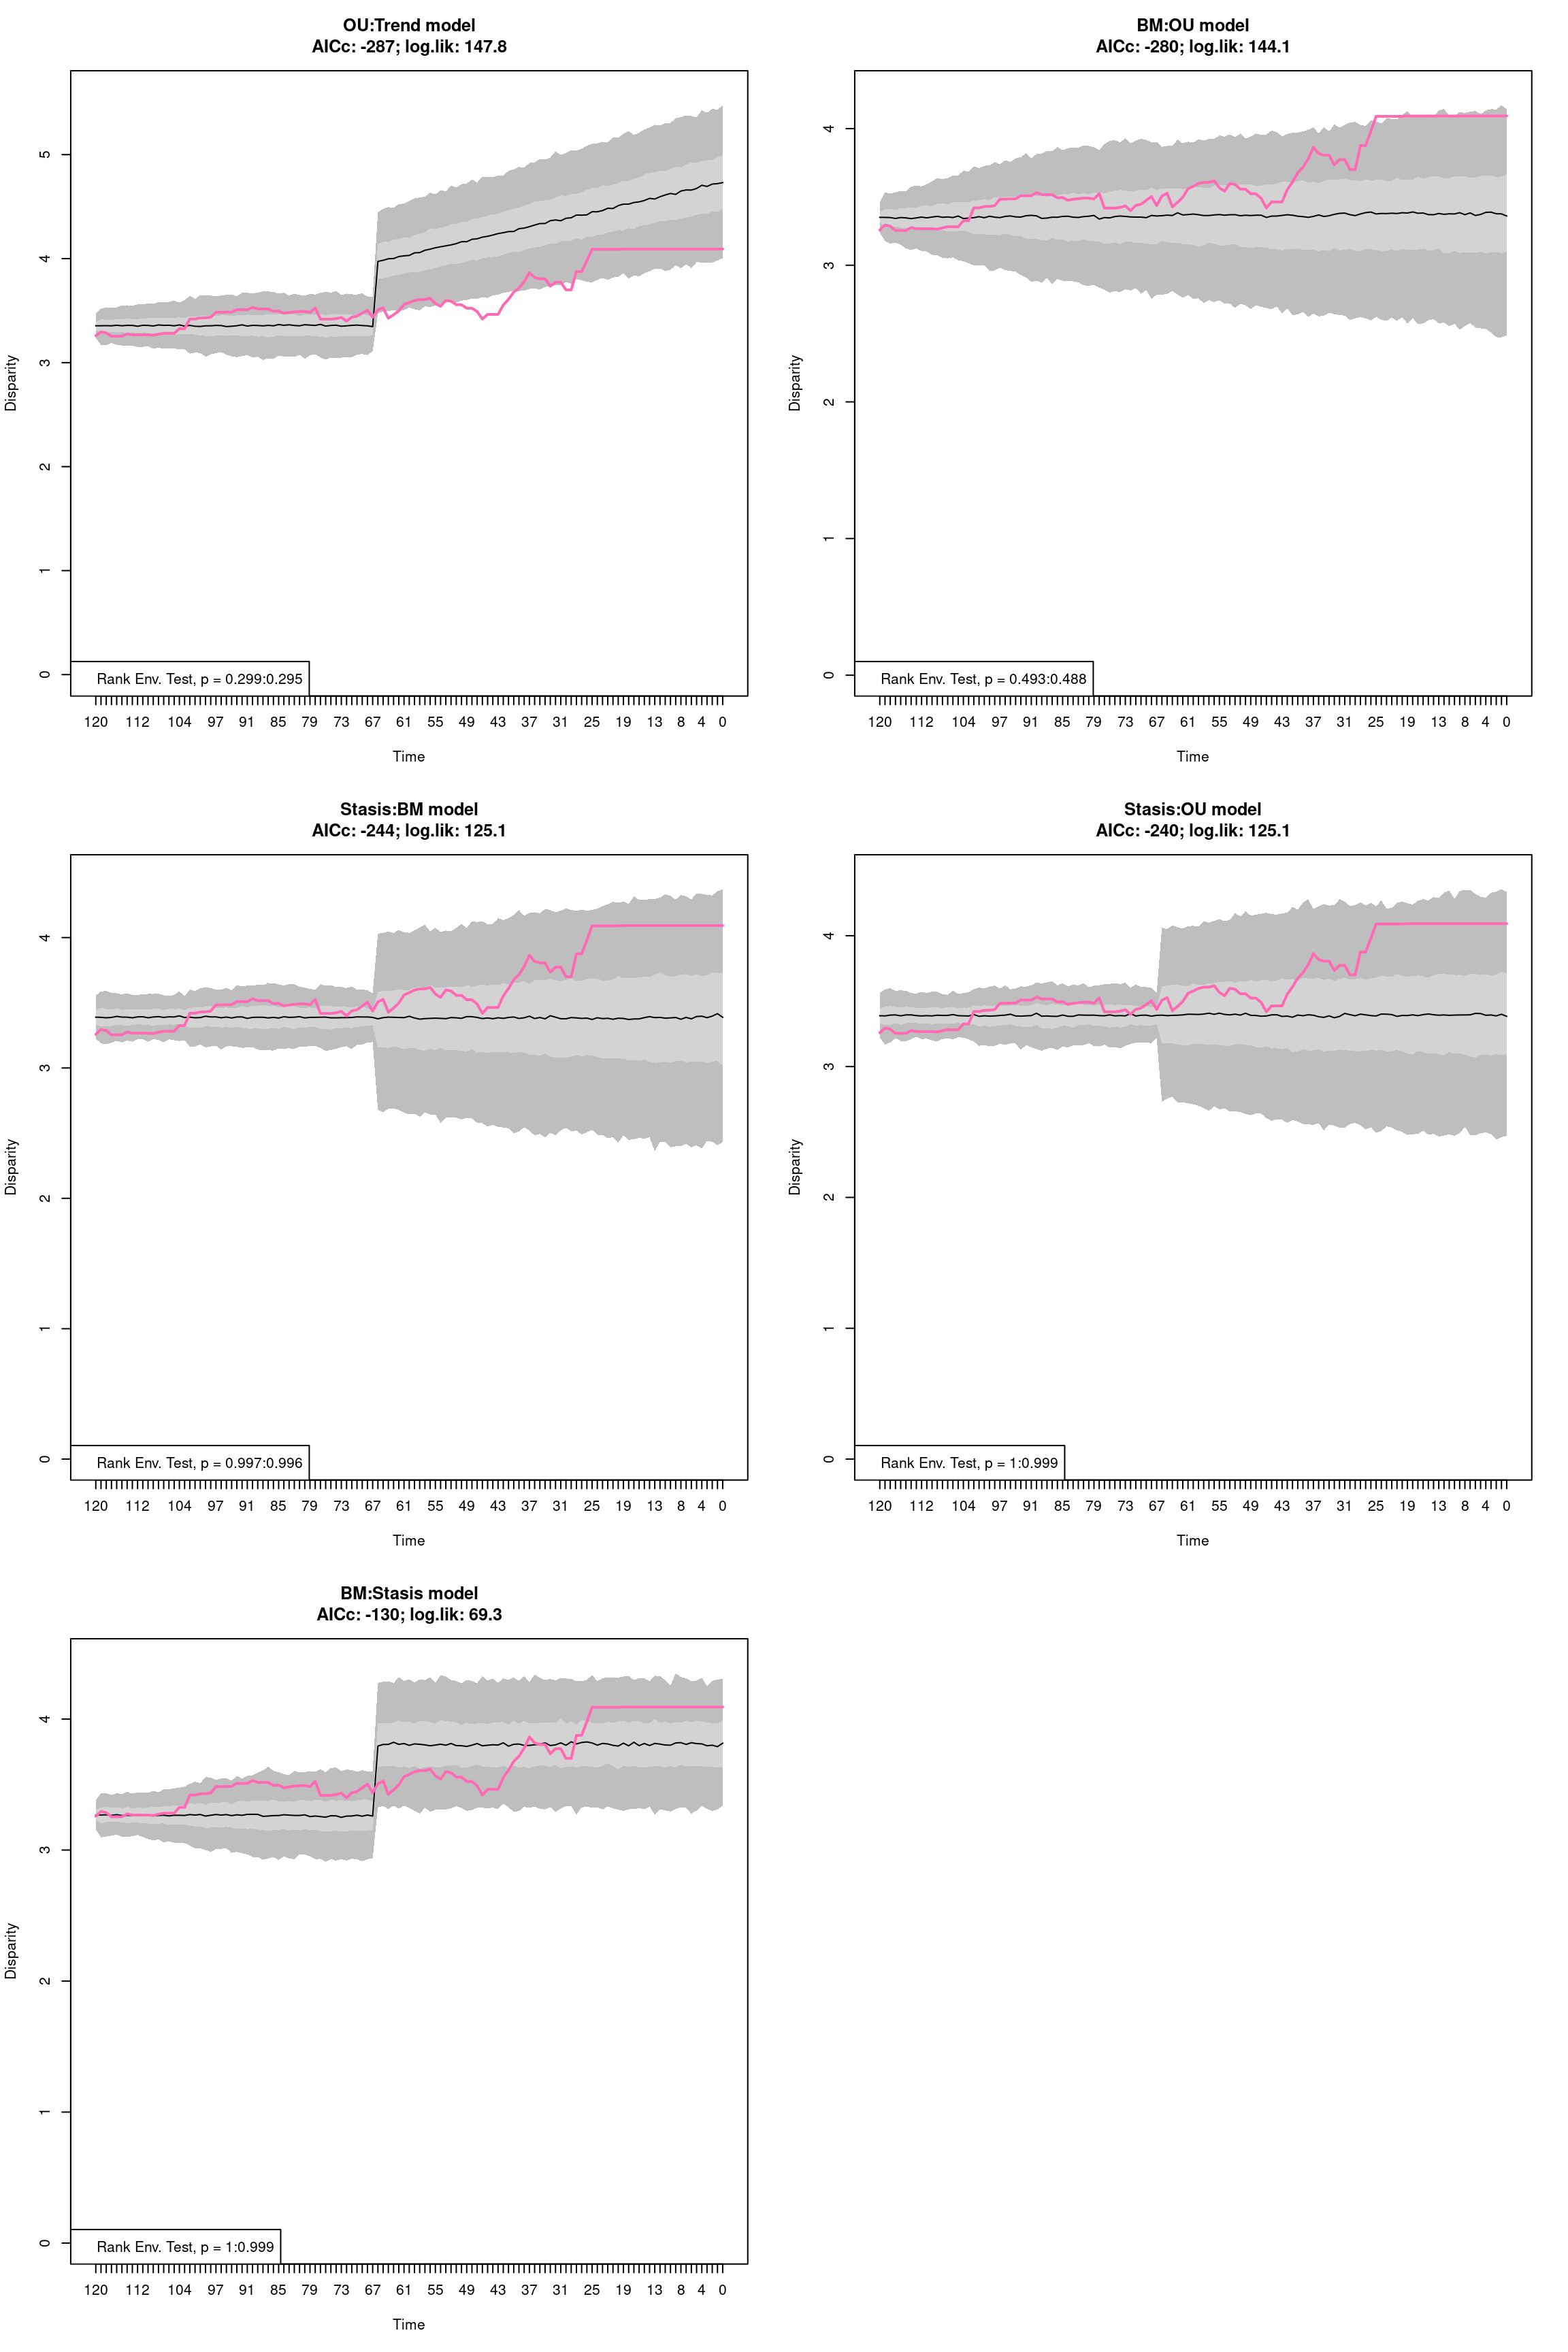 OU:Trend model
AICc: -287; log.lik: 147.8
Disparity
5
4
3
2
1
0
Rank Env. Test, p = 0.299:0.295
120 112 104 97 91 85 79 73 67 61 55 49 43 37 31 25 19 13 8 4 0
Time
BM:OU model
AICc: -280; log.lik: 144.1
Disparity
4
3
2
1
0
Rank Env. Test, p = 0.493:0.488
120 112 104 97 91 85 79 73 67 61 55 49 43 37 31 25 19 13 8 4 0
Time
Stasis:BM model
AICc: -244; log.lik: 125.1
Disparity
4
3
2
1
0
Rank Env. Test, p = 0.997:0.996
120 112 104 97 91 85 79 73 67 61 55 49 43 37 31 25 19 13 8 4 0
Time
Stasis:OU model
AICc: -240; log.lik: 125.1
Disparity
4
3
2
1
0
Rank Env. Test, p = 1:0.999
120 112 104 97 91 85 79 73 67 61 55 49 43 37 31 25 19 13 8 4 0
Time
BM:Stasis model
AICc: -130; log.lik: 69.3
Disparity
4
3
2
1
0
Rank Env. Test, p = 1:0.999
120 112 104 97 91 85 79 73 67 61 55 49 43 37 31 25 19 13 8 4 0
Time